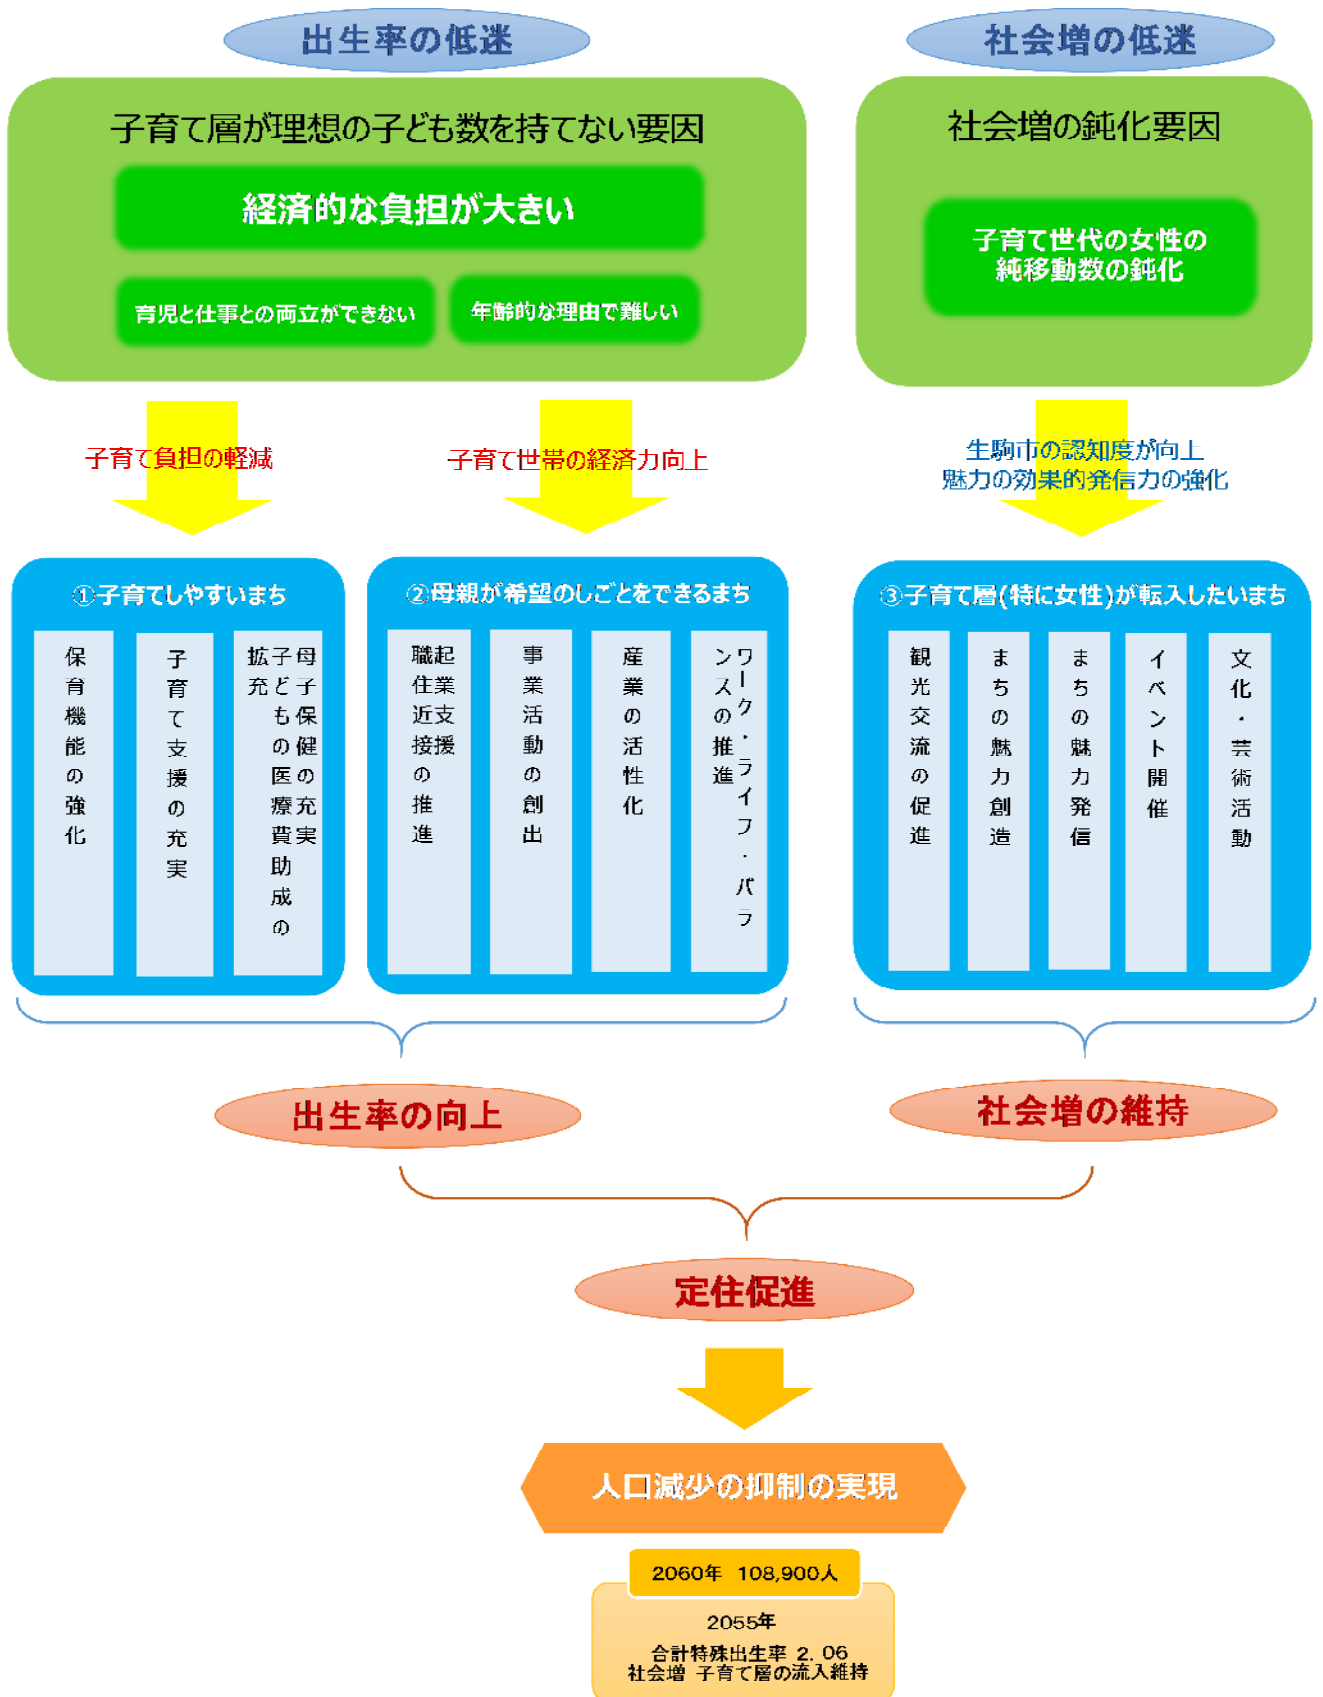 出生率の低迷
子育て層が理想の子ども数を持てない要因
経済的な負担が大きい
育児と仕事との両立ができない
年齢的な理由で難しい
社会増の低迷
社会増の鈍化要因
子育て世代の女性の
純移動数の鈍化
子育て負担の軽減
子育て世帯の経済力向上
生駒市の認知度が向上
魅力の効果的発信力の強化
①子育てしやすいまち
保育機能の強化
子育て支援の充実
母子保健の充実
子どもの医療費助成の
拡充
②母親が希望のしごとをできるまち
起業支援
職住近接の推進
事業活動の創出
産業の活性化
ワーク・ライフ・バラ
ンスの推進
③子育て層(特に女性)が転入したいまち
観光交流の促進
まちの魅力創造
まちの魅力発信
イベント開催
文化・芸術活動
出生率の向上
社会増の維持
定住促進
人口減少の抑制の実現
2060年 108,900人
2055年
合計特殊出生率 2.06
社会増 子育て層の流入維持